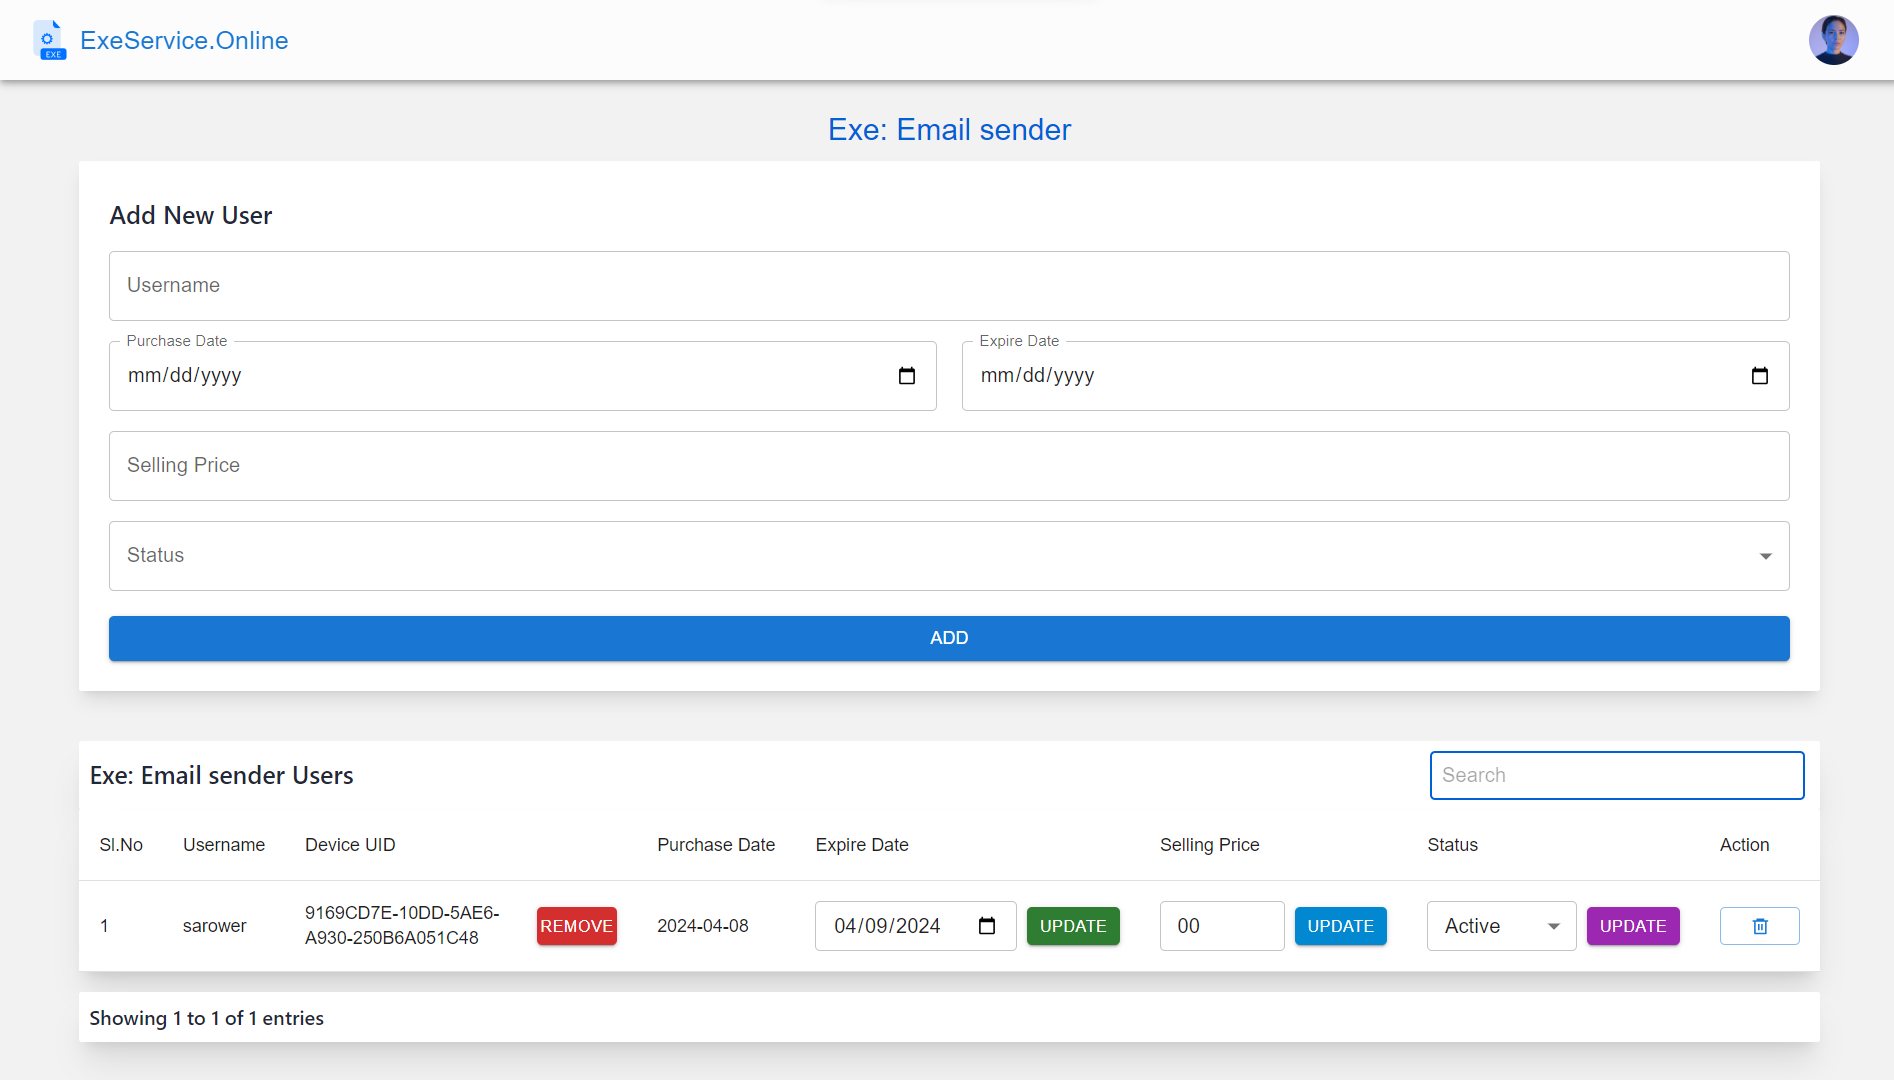 EXE
ExeService.Online
Exe: Email sender
Add New User
Username
Purchase Date
Expire Date
mm/dd/yyyy
mm/dd/yyyy
Selling Price
Status
ADD
Exe: Email sender Users
Search
Sl.No Username Device UID Purchase Date Expire Date Selling Price Status Action
1 sarower 9169CD7E-10DD-5AE6-
A930-250B6A051C48
REMOVE 2024-04-08 04/09/2024 UPDATE 00 UPDATE Active UPDATE
Showing 1 to 1 of 1 entries